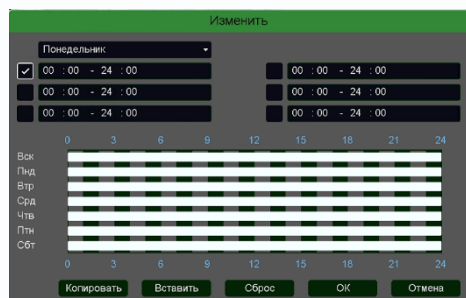 Изменить
Понедельник
00 :00 - 24 :00 00 :00 - 24 :00
00 :00 - 24 :00 00 :00 - 24 :00
00 :00 - 24 :00 00 :00 - 24 :00
0 3 6 9 12 15 18 21 24
Вск
Пнд
Втр
Срд
Чтв
Птн
Сбт
0 3 6 9 12 15 18 21 24
Копировать Вставить Сброс ОК Отмена